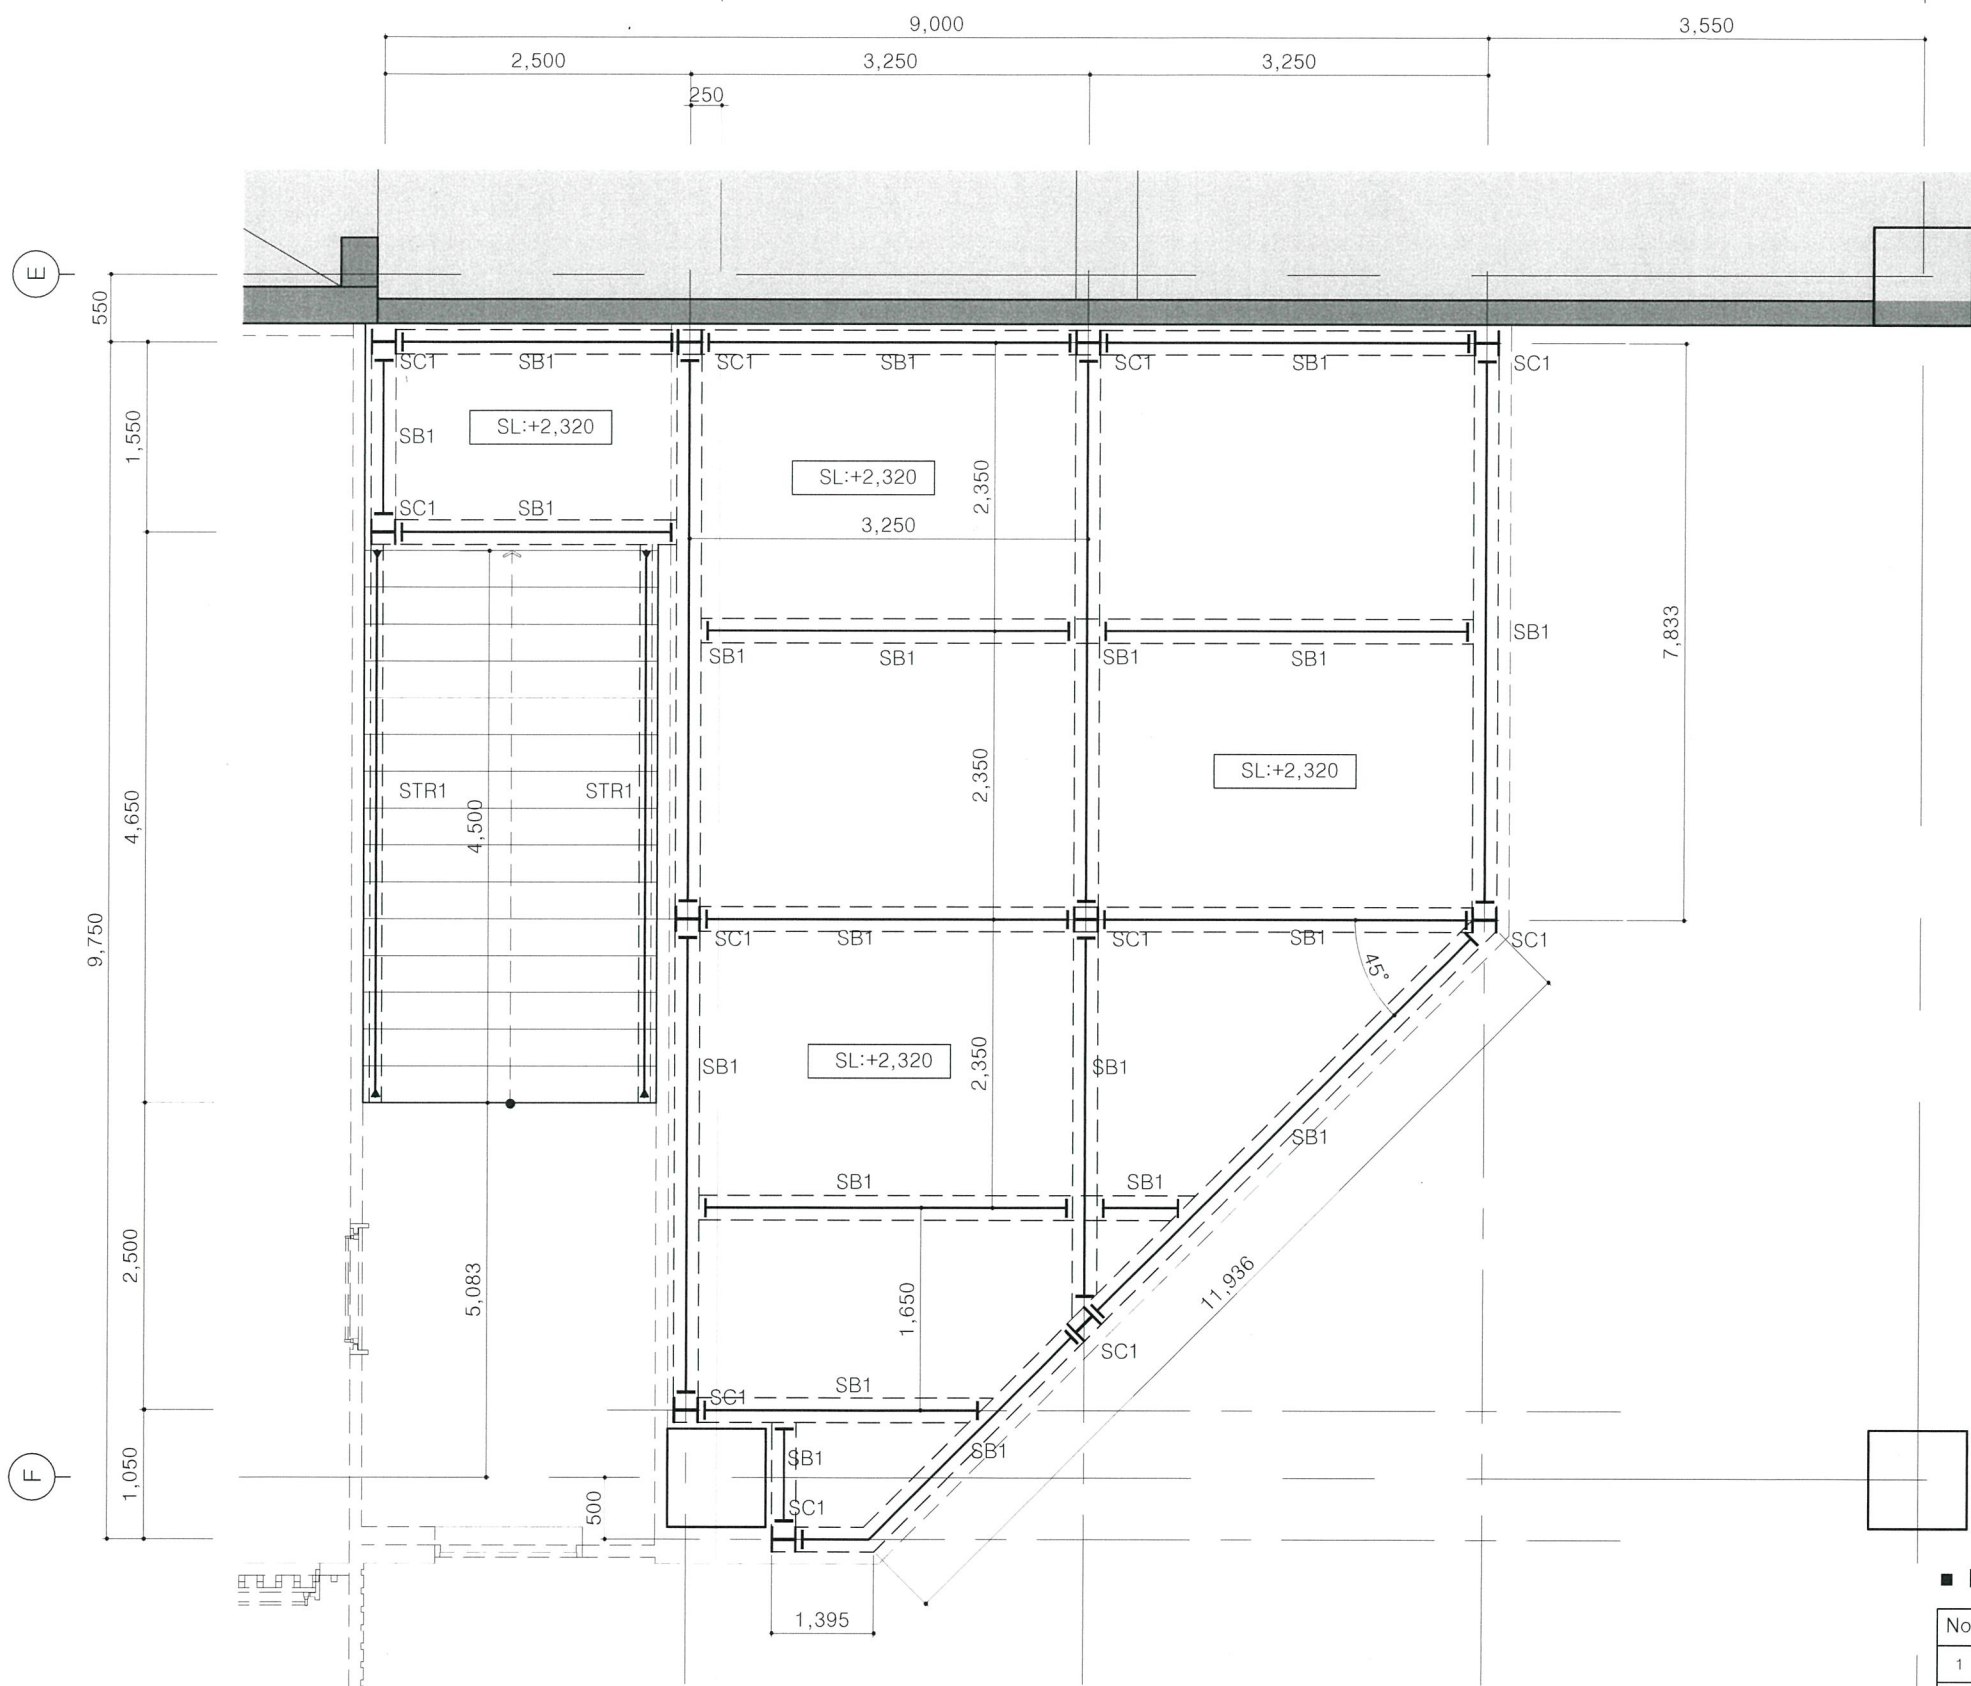 9,000
3,550
2,500
3,250
3,250
250
E
550
SC1
SB1
SC1
SB1
SC1
SB1
SC1
1,550
SB1
SL:+2,320
SL:+2,320
2,350
SC1
SB1
3,250
7,833
SB1
SB1
SB1
SB1
SB1
STR1
STR1
4,500
4,650
2,350
SL:+2,320
9,750
SC1
SB1
SC1
SB1
SC1
45°
SB1
SL:+2,320
2,350
SB1
SB1
SB1
SB1
2,500
5,083
1,650
11,936
SC1
SC1
SB1
F
1,050
500
SB1
SB1
SC1
1,395
No
1